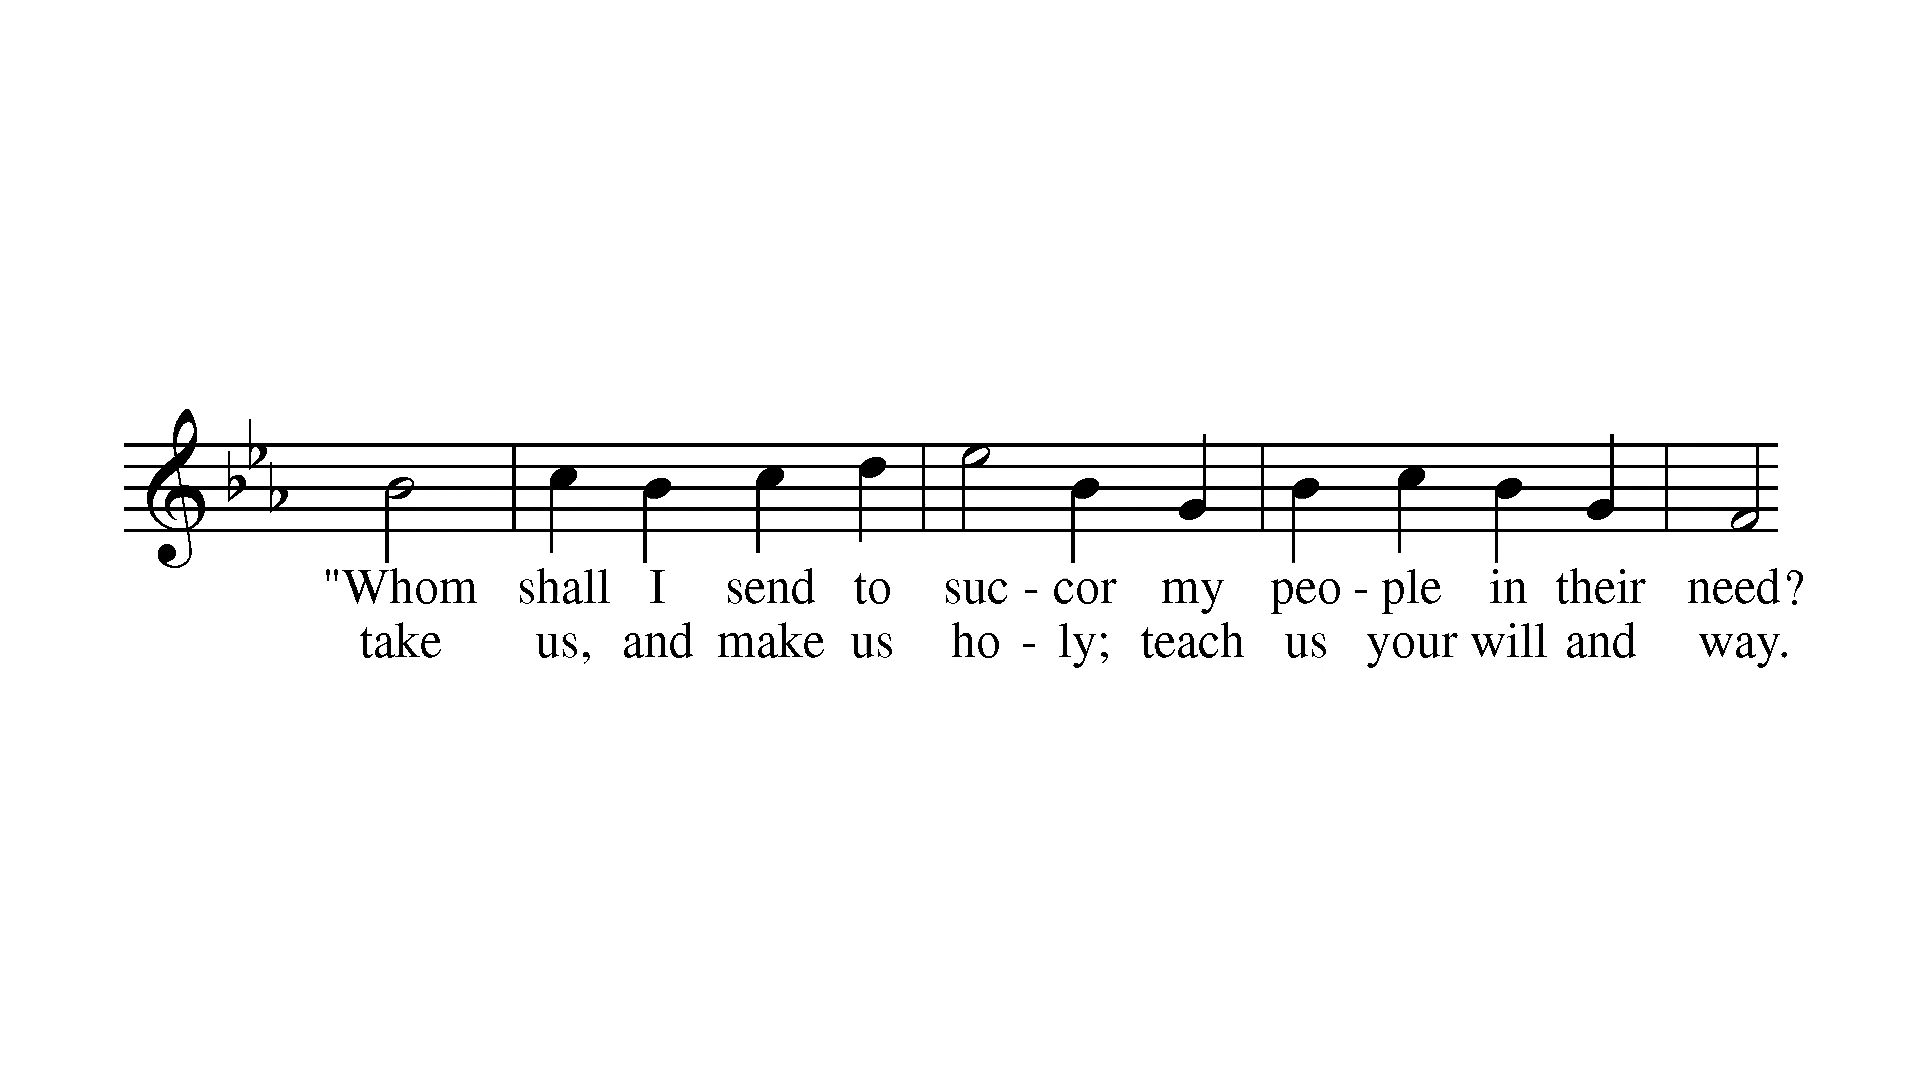 "Whom shall I send to suc - cor my peo - ple in their need?
take us, and make us ho - ly; teach us your will and way.